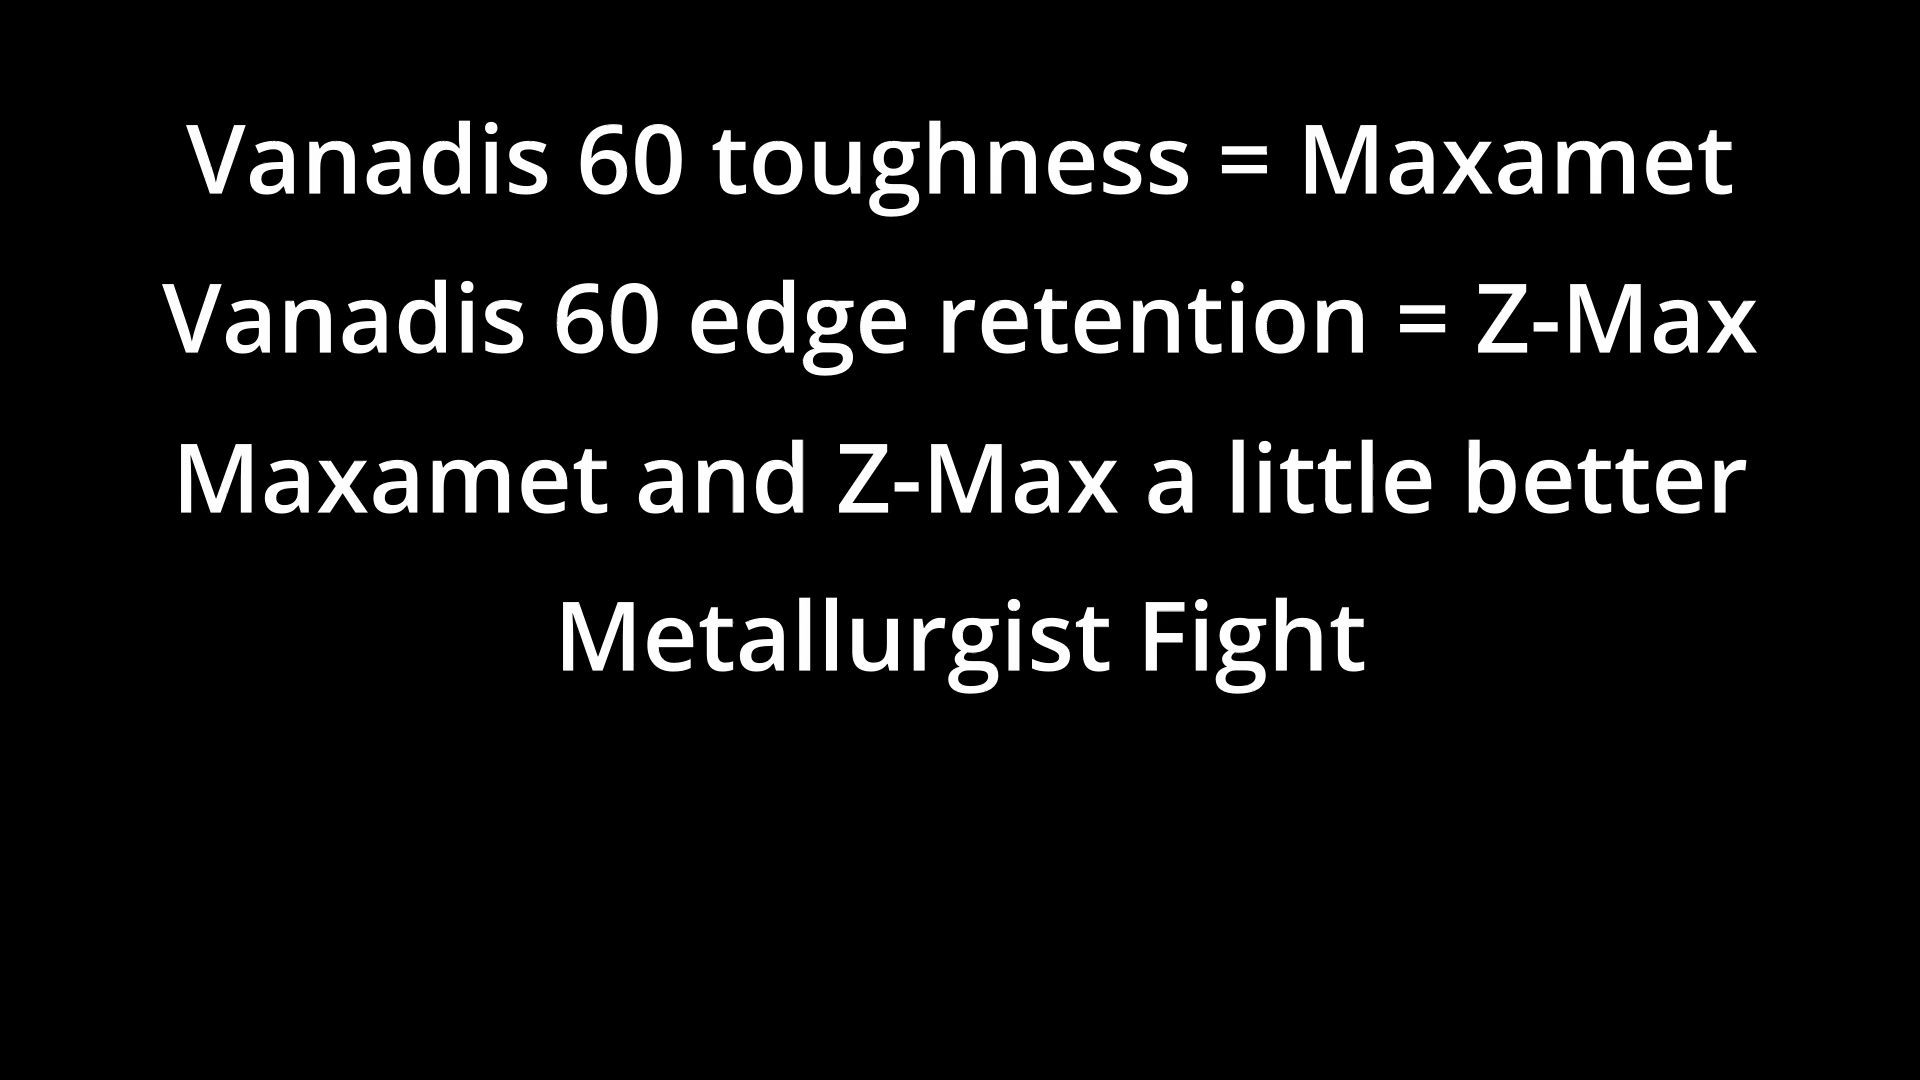 Vanadis 60 toughness = Maxamet
Vanadis 60 edge retention = Z-Max
Maxamet and Z-Max a little better
Metallurgist Fight